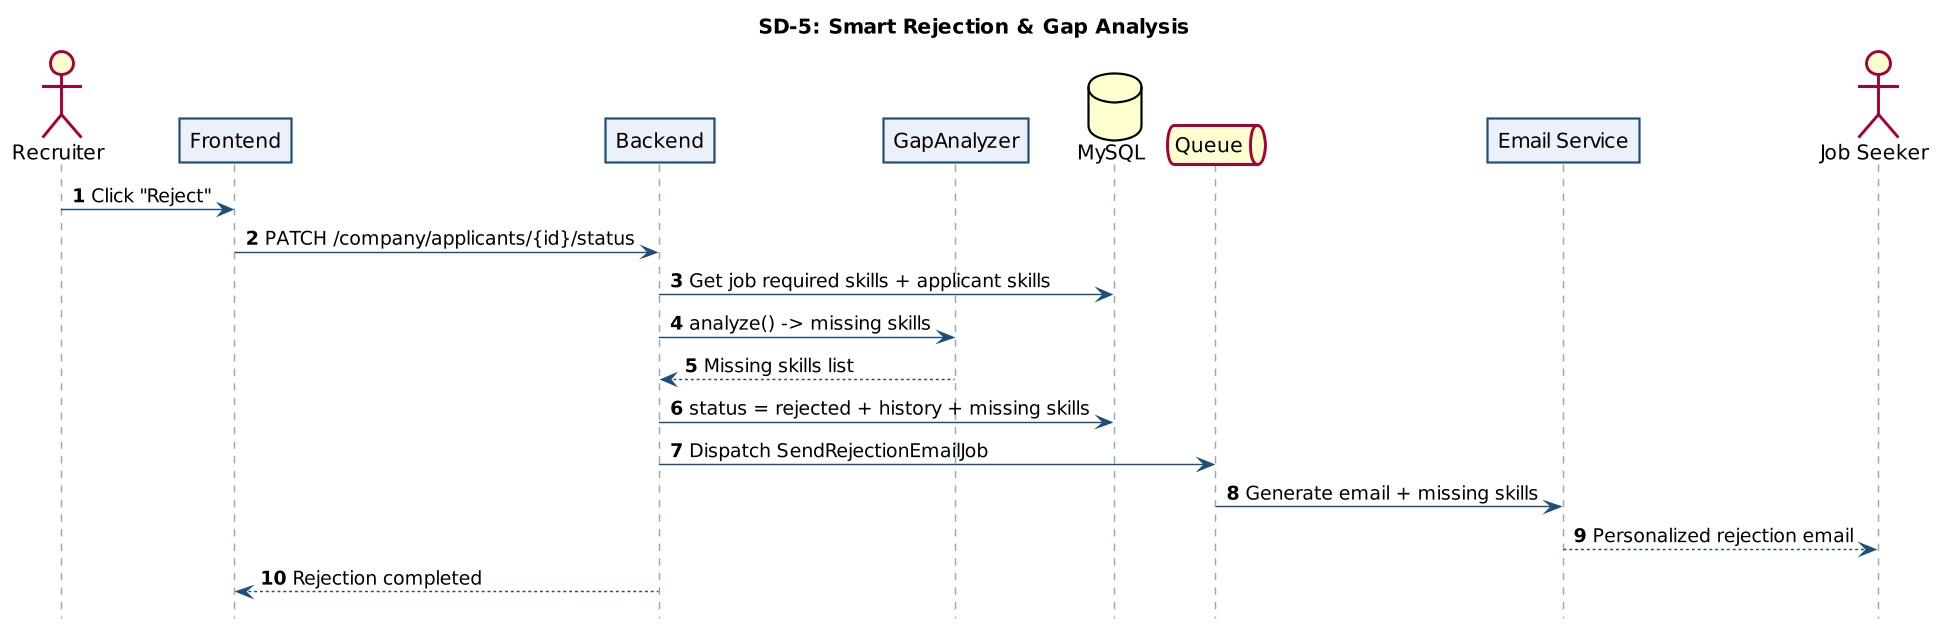 SD-5: Smart Rejection & Gap Analysis
Recruiter
Frontend
Backend
GapAnalyzer
MySQL
Queue
Email Service
Job Seeker
1 Click "Reject"
2 PATCH /company/applicants/{id}/status
3 Get job required skills + applicant skills
4 analyze() -> missing skills
5 Missing skills list
6 status = rejected + history + missing skills
7 Dispatch SendRejectionEmailJob
8 Generate email + missing skills
9 Personalized rejection email
10 Rejection completed